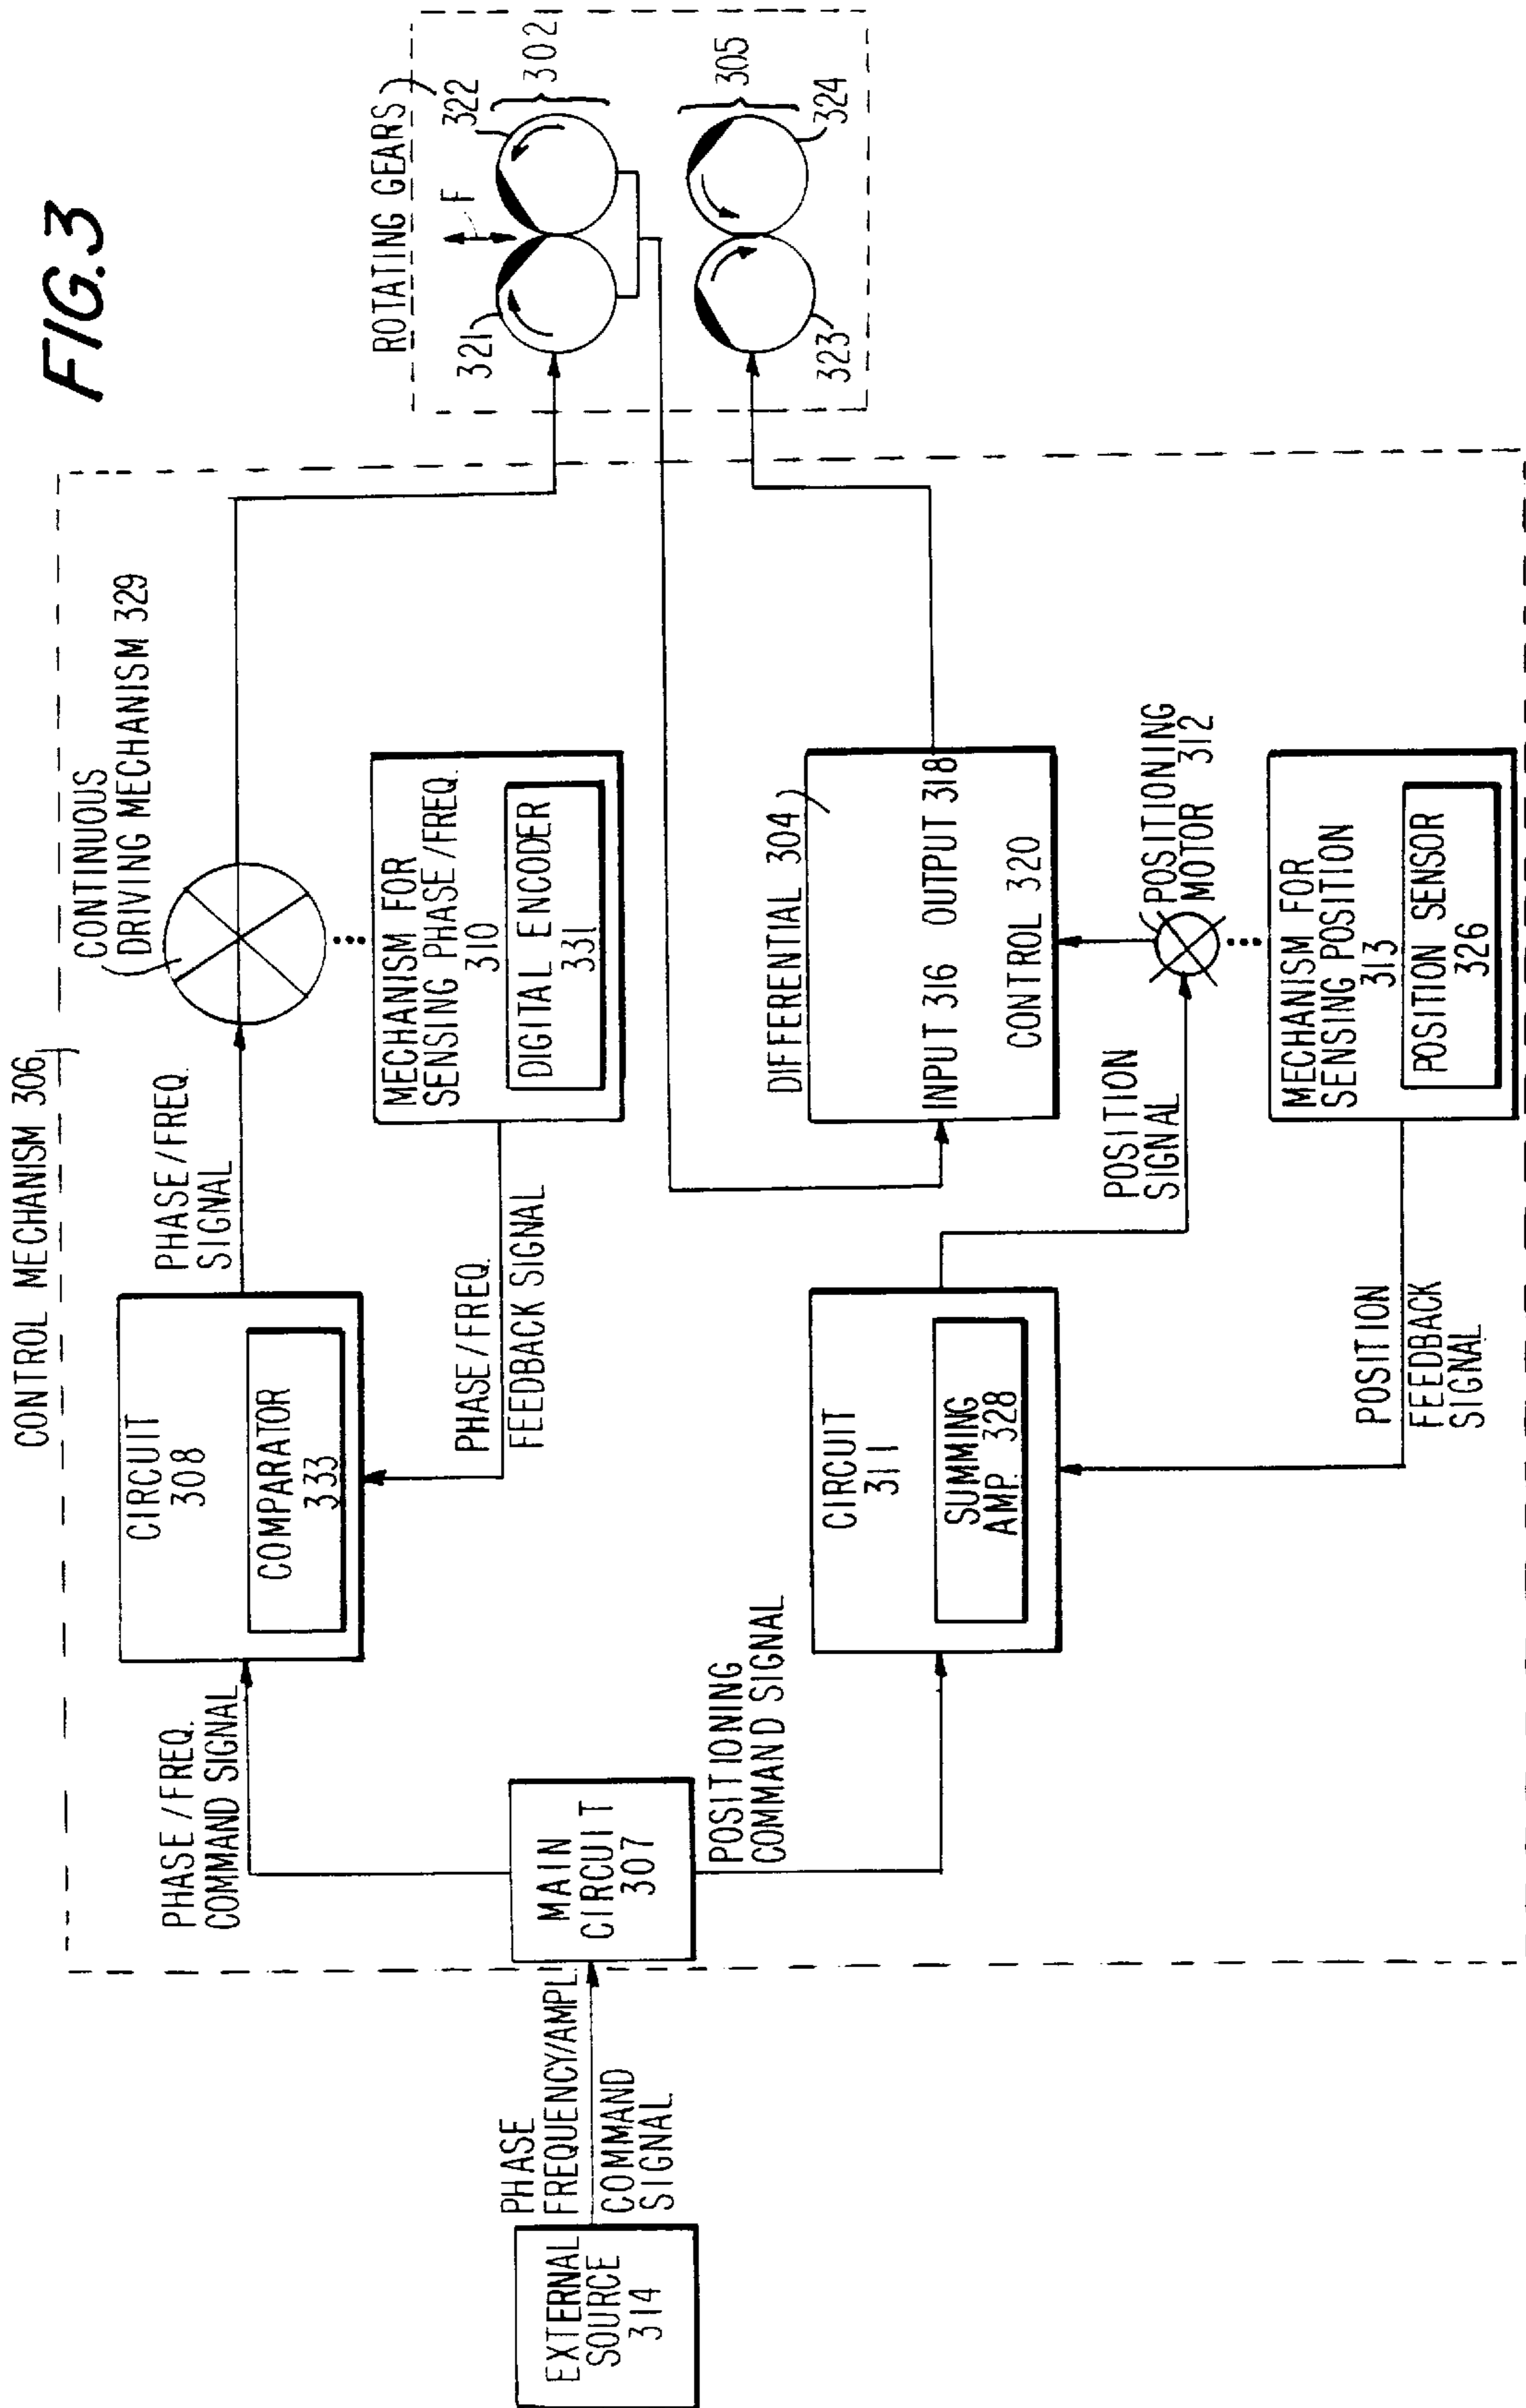 FIG.3
CONTROL MECHANISM 306
CONTINUOUS
DRIVING MECHANISM 329
ROTATING GEARS
322
302
321
F
305
324
323
PHASE/FREQ.
SIGNAL
PHASE/FREQ.
COMMAND SIGNAL
CIRCUIT
308
COMPARATOR
333
MECHANISM FOR
SENSING PHASE/FREQ.
310
DIGITAL ENCODER
331
PHASE/FREQ.
FEEDBACK SIGNAL
EXTERNAL
SOURCE
314
PHASE
FREQUENCY/AMPL
COMMAND
SIGNAL
MAIN
CIRCUIT
307
POSITIONING
COMMAND SIGNAL
CIRCUIT
311
SUMMING
AMP. 328
DIFFERENTIAL 304
INPUT 316 OUTPUT 318
CONTROL 320
POSITION
SIGNAL
POSITIONING
MOTOR 312
MECHANISM FOR
SENSING POSITION
313
POSITION SENSOR
326
POSITION
FEEDBACK
SIGNAL